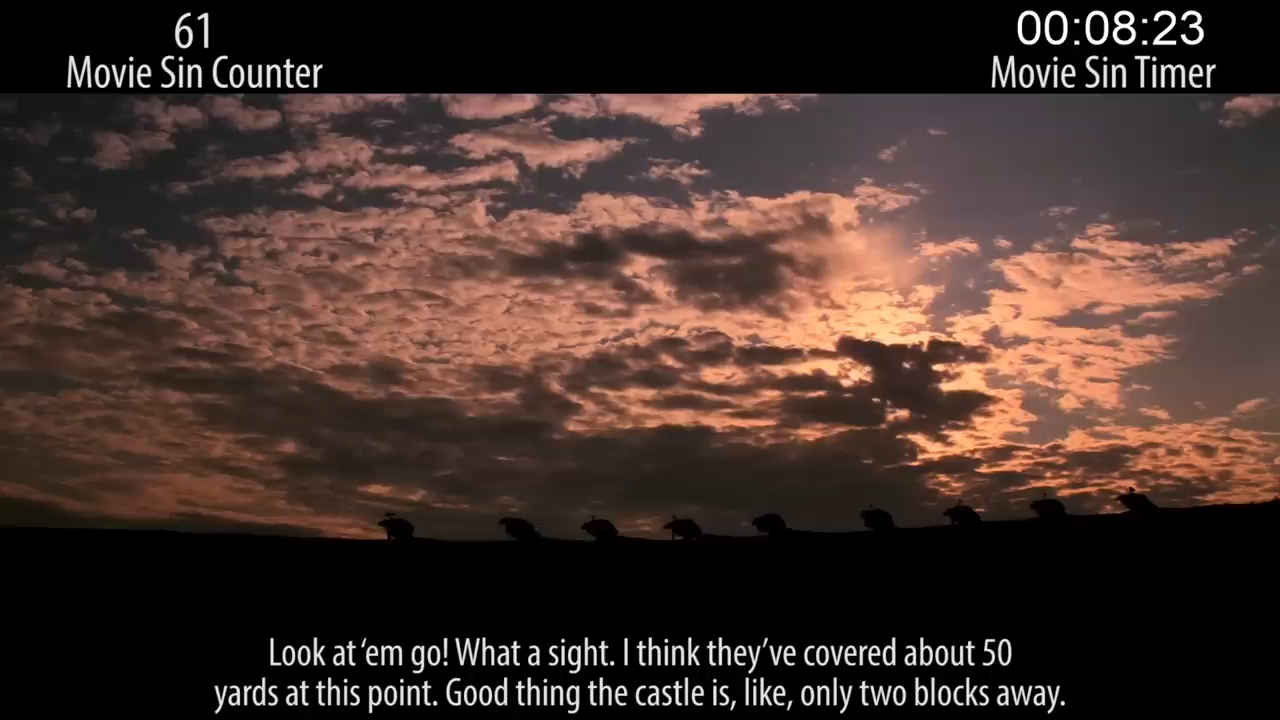 61
Movie Sin Counter
00:08:23
Movie Sin Timer
Look at ‘em go! What a sight. I think they’ve covered about 50
yards at this point. Good thing the castle is, like, only two blocks away.